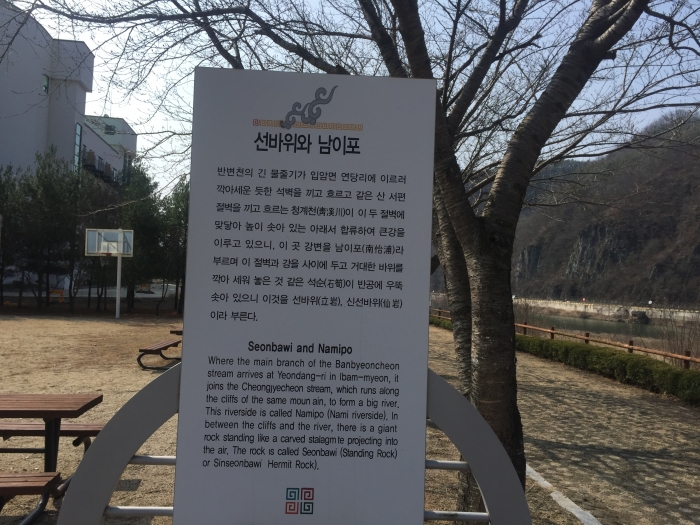 선바위와 남이포
반변천의 긴 물줄기가 입암면 연당리에 이르러
깍아세운 듯한 석벽을 끼고 흐르고 같은 산 서편
절벽을 끼고 흐르는 청계천(靑溪川)이 이 두 절벽에
맞닿아 높이 솟아 있는 아래서 합류하여 큰강을
이루고 있으니, 이 곳 강변을 남이포(南怡浦)라
부르며 이 절벽과 강을 사이에 두고 거대한 바위를
깍아 세워 놓은 것 같은 석순(石筍)이 반공에 우뚝
솟아 있으니 이것을 선바위(立岩), 신선바위(仙岩)
이라 부른다.
Seonbawi and Namipo
Where the main branch of the Banbyeoncheon
stream arrives at Yeondang-ri in Ibam-myeon, it
joins the Cheongjyecheon stream, which runs along
the cliffs of the same moun ain, to form a big river.
This riverside is called Namipo (Nami riverside). In
between the cliffs and the river, there is a giant
rock standing like a carved stalagm te projecting into
the air. The rock is called Seonbawi (Standing Rock)
or Sinseonbawi Hermit Rock).